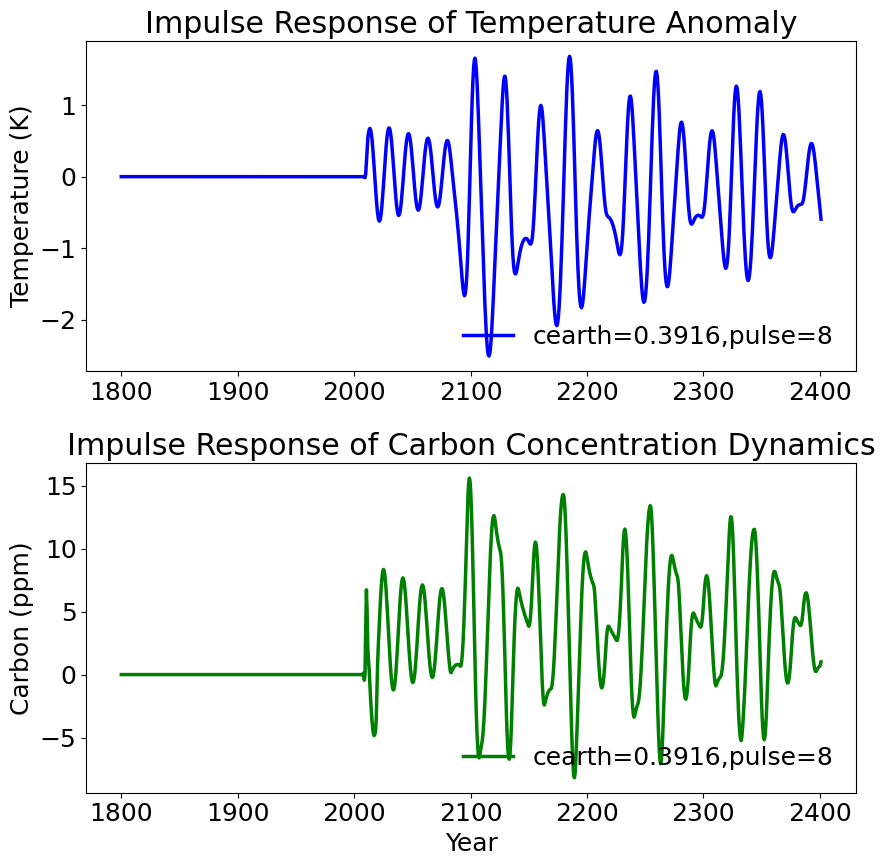 Impulse Response of Temperature Anomaly
Temperature (K)
1
0
−1
−2
cearth=0.3916,pulse=8
1800 1900 2000 2100 2200 2300 2400
Impulse Response of Carbon Concentration Dynamics
Carbon (ppm)
15
10
5
0
−5
cearth=0.3916,pulse=8
1800 1900 2000 2100 2200 2300 2400
Year